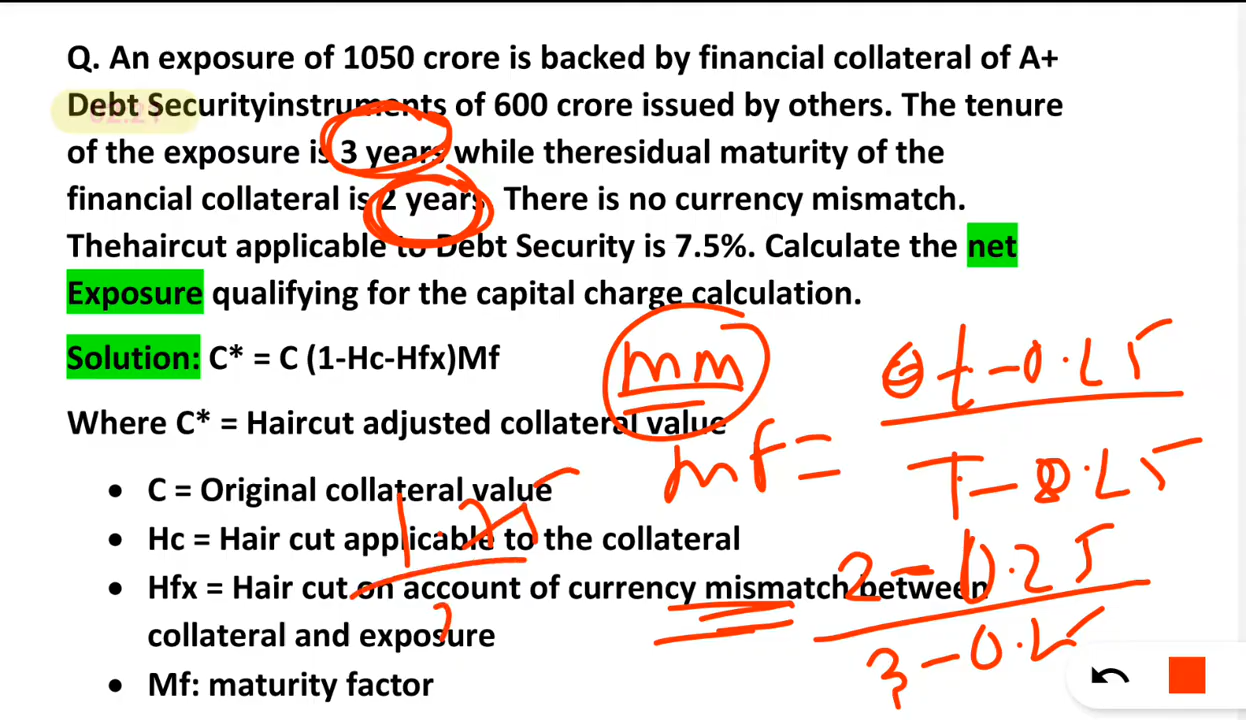 Q. An exposure of 1050 crore is backed by financial collateral of A+
Debt Securityinstruments of 600 crore issued by others. The tenure
of the exposure is 3 years while theresidual maturity of the
financial collateral is 2 years. There is no currency mismatch.
Thehaircut applicable to Debt Security is 7.5%. Calculate the net
Exposure qualifying for the capital charge calculation.
Solution: C* = C (1-Hc-Hfx)Mf
mm
t - 0.25
Where C* = Haircut adjusted collateral value
mf =
T - 0.25
• C = Original collateral value
1.75
• Hc = Hair cut applicable to the collateral
2 - 0.25
• Hfx = Hair cut on account of currency mismatch between
collateral and exposure
3 - 0.25
• Mf: maturity factor